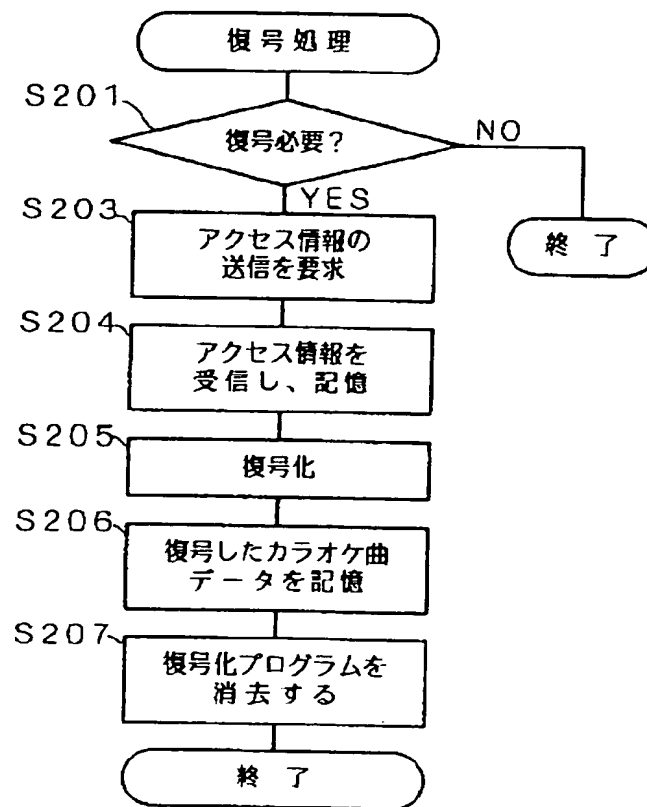 復号処理
S201
復号必要?
NO
YES
終了
S203
アクセス情報の
送信を要求
S204
アクセス情報を
受信し、記憶
S205
復号化
S206
復号したカラオケ曲
データを記憶
S207
復号化プログラムを
消去する
終了